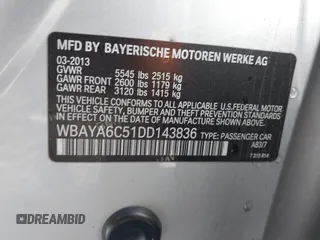 MFD BY BAYERISCHE MOTOREN WERKE AG
03-2013
GVWR 5545 lbs 2515 kg
GAWR FRONT 2600 lbs 1179 kg
GAWR REAR 3120 lbs 1415 kg
THIS VEHICLE CONFORMS TO ALL APPLICABLE U.S. FEDERAL MOTOR
VEHICLE SAFETY, BUMPER AND THEFT PREVENTION STANDARDS
IN EFFECT ON THE DATE OF MANUFACTURE SHOWN ABOVE.
WBAYA6C51DD143836 TYPE: PASSENGER CAR
A83/7
DREAMBID